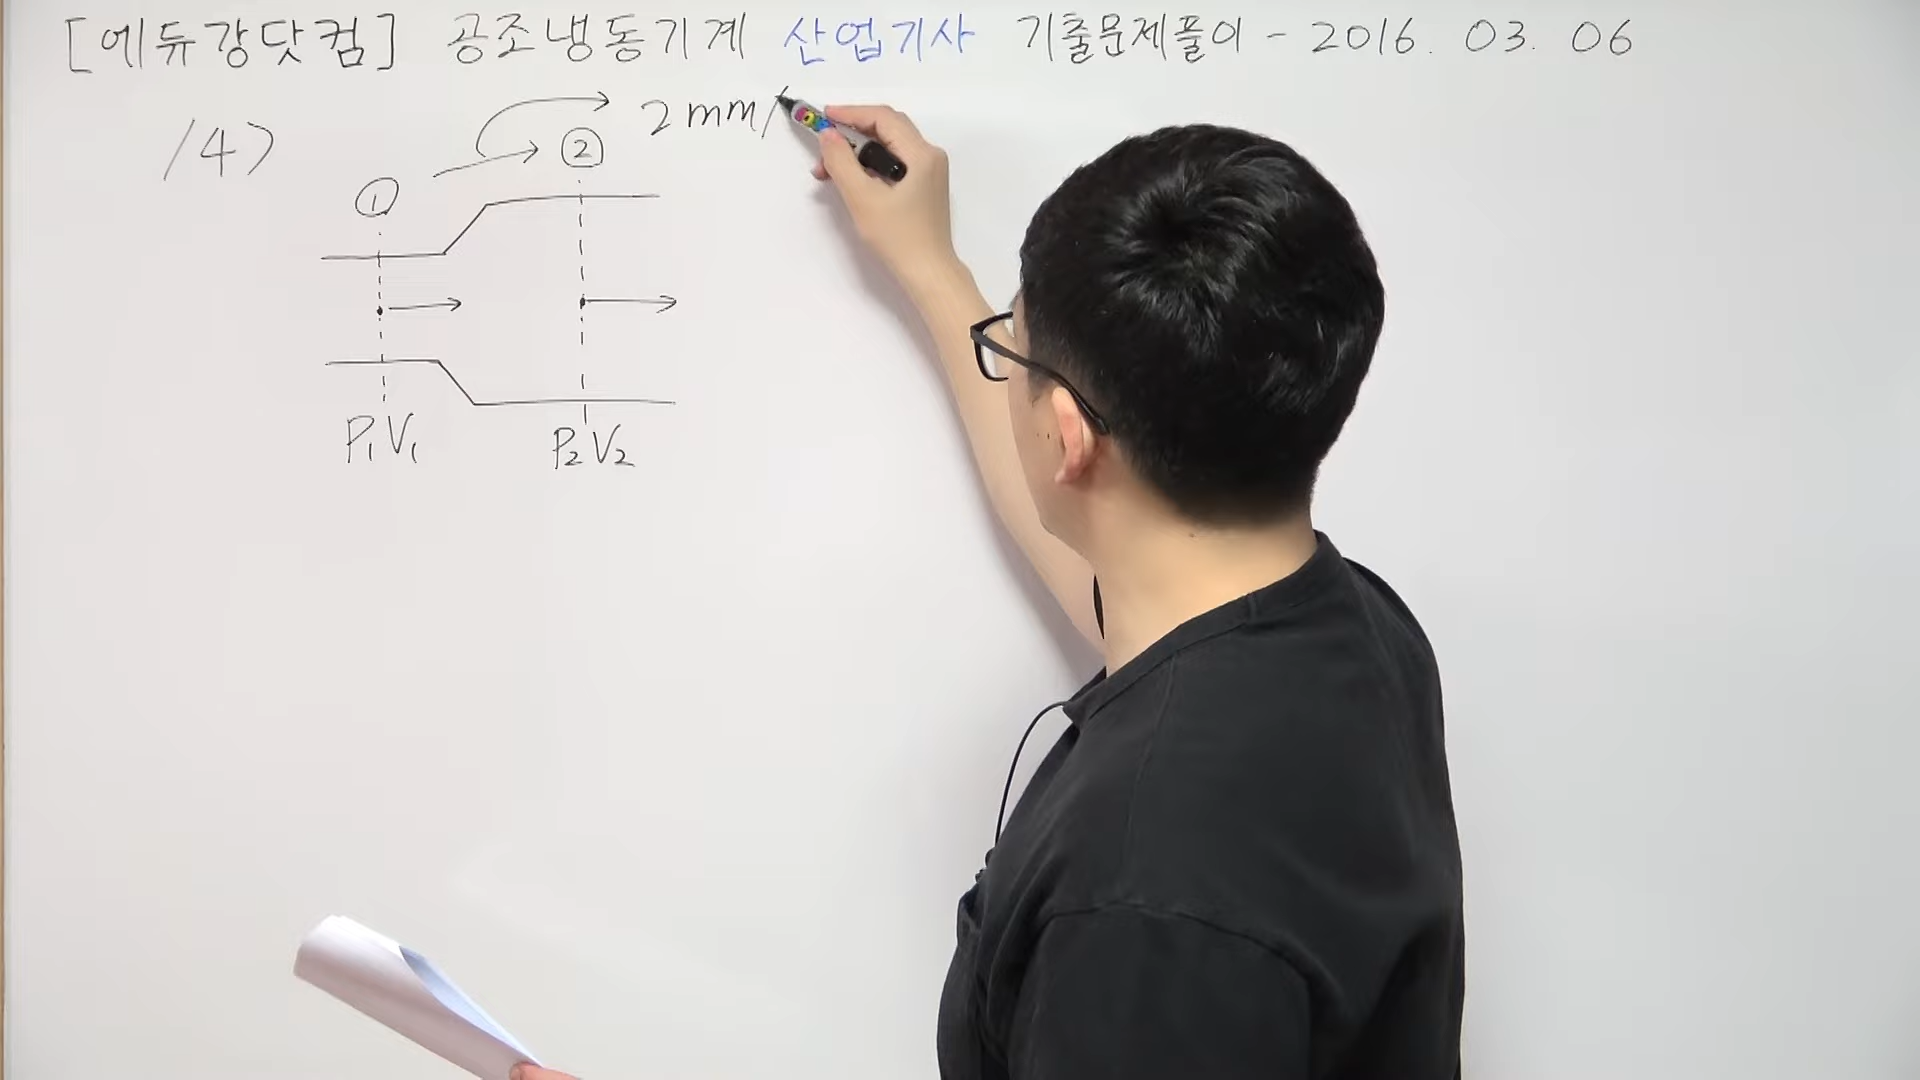 [에듀강닷컴] 공조냉동기계 산업기사 기출문제풀이 - 2016. 03. 06
14)
① ② 2mm/
P₁V₁ P₂V₂